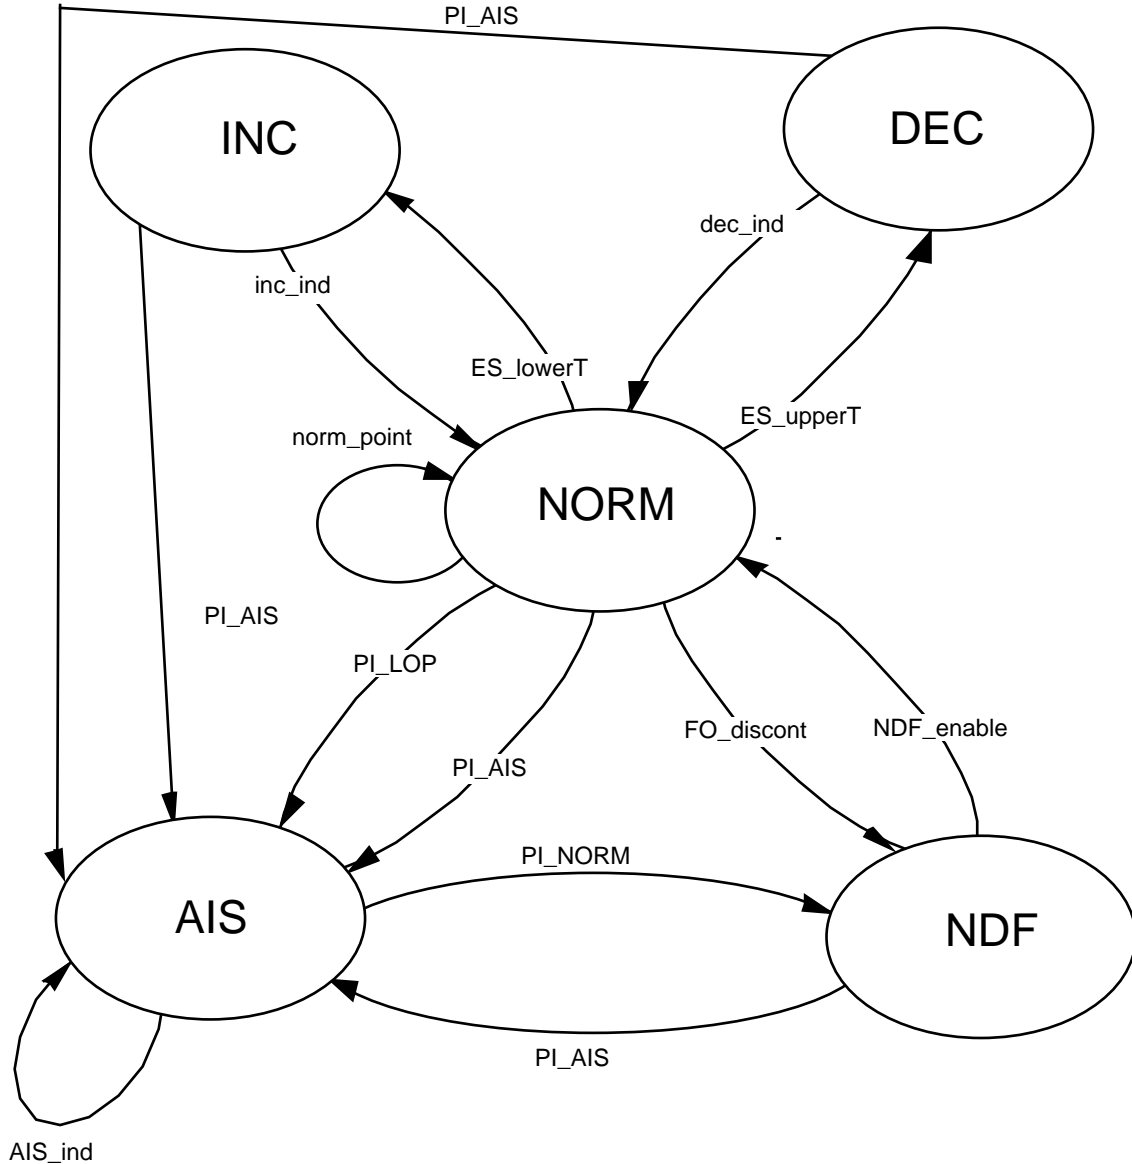 PI_AIS
INC
DEC
dec_ind
inc_ind
ES_lowerT
ES_upperT
norm_point
NORM
-
PI_AIS
PI_LOP
FO_discont
NDF_enable
PI_AIS
PI_NORM
AIS
NDF
PI_AIS
AIS_ind